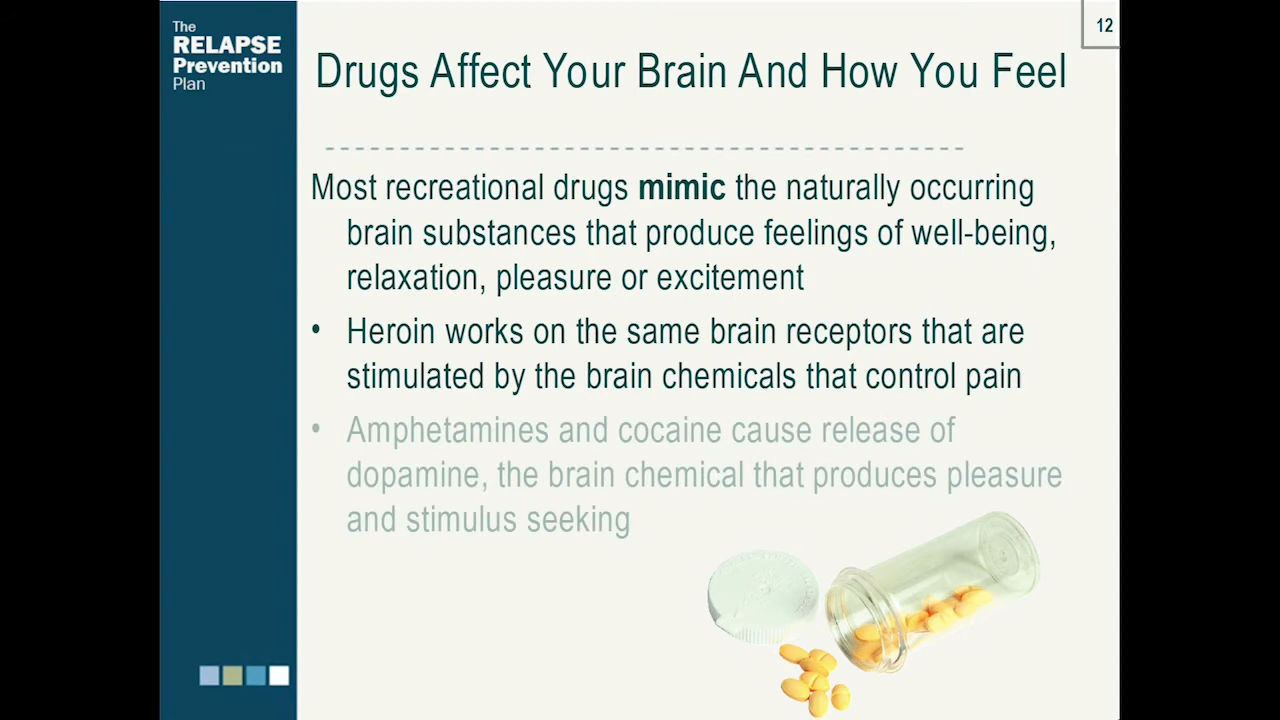 The
RELAPSE
Prevention
Plan
12
Drugs Affect Your Brain And How You Feel
Most recreational drugs mimic the naturally occurring
brain substances that produce feelings of well-being,
relaxation, pleasure or excitement
• Heroin works on the same brain receptors that are
stimulated by the brain chemicals that control pain
• Amphetamines and cocaine cause release of
dopamine, the brain chemical that produces pleasure
and stimulus seeking